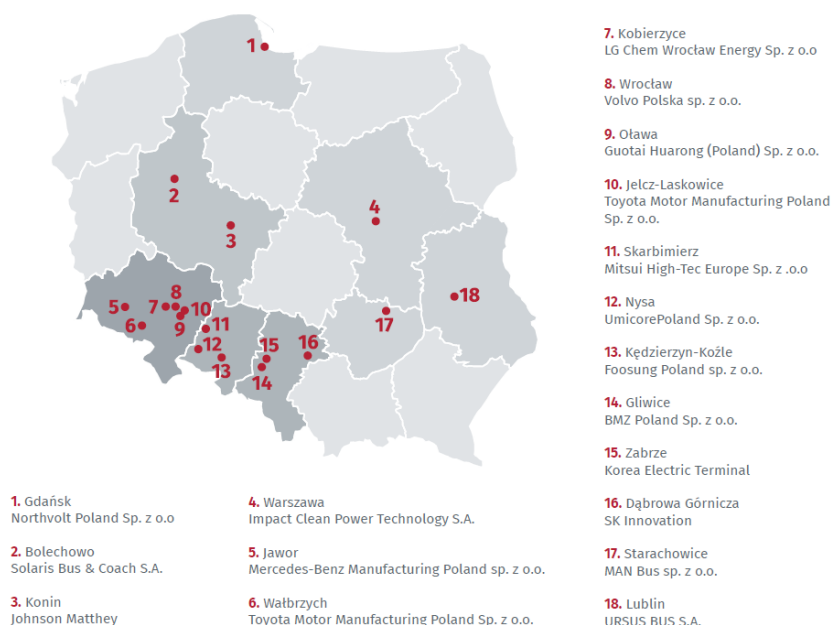 1
2
3
4
5
6
7
8
9
10
11
12
13
14
15
16
17
18
1. Gdańsk
Northvolt Poland Sp. z o.o
2. Bolechowo
Solaris Bus & Coach S.A.
3. Konin
Johnson Matthey
4. Warszawa
Impact Clean Power Technology S.A.
5. Jawor
Mercedes-Benz Manufacturing Poland sp. z o.o.
6. Wałbrzych
Toyota Motor Manufacturing Poland Sp. z o.o.
7. Kobierzyce
LG Chem Wrocław Energy Sp. z o.o
8. Wrocław
Volvo Polska sp. z o.o.
9. Oława
Guotai Huarong (Poland) Sp. z o.o.
10. Jelcz-Laskowice
Toyota Motor Manufacturing Poland
Sp. z o.o.
11. Skarbimierz
Mitsui High-Tec Europe Sp. z .o.o
12. Nysa
UmicorePoland Sp. z o.o.
13. Kędzierzyn-Koźle
Foosung Poland sp. z o.o.
14. Gliwice
BMZ Poland Sp. z o.o.
15. Zabrze
Korea Electric Terminal
16. Dąbrowa Górnicza
SK Innovation
17. Starachowice
MAN Bus sp. z o.o.
18. Lublin
URSUS BUS S.A.